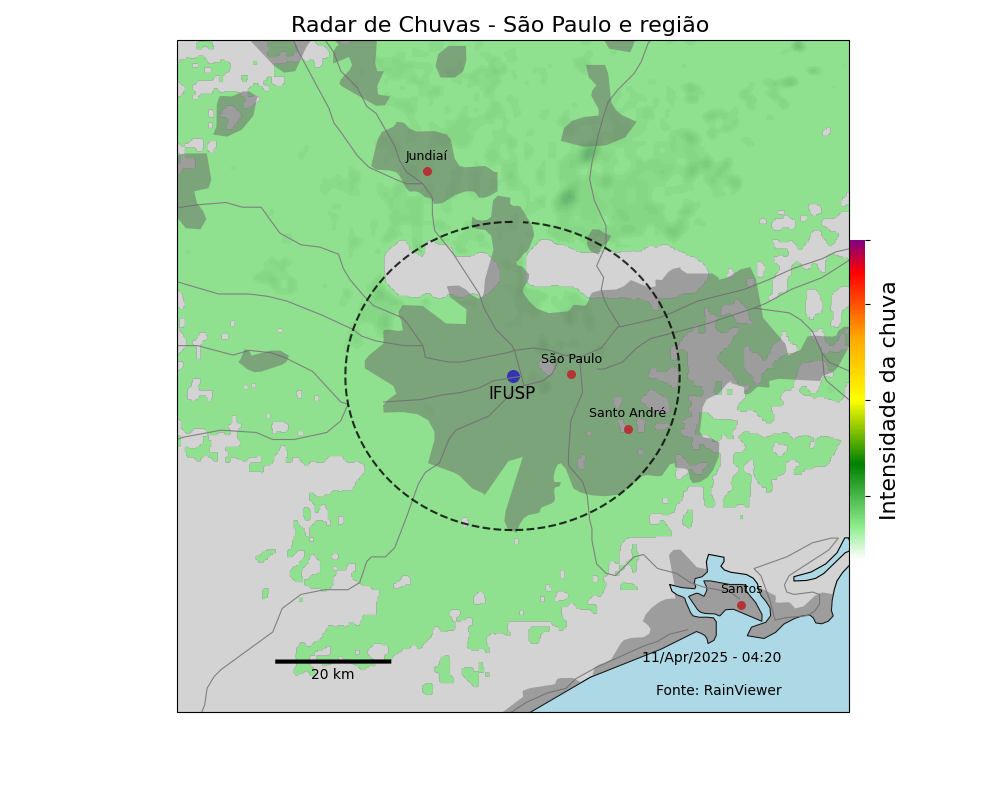 Radar de Chuvas - São Paulo e região
Jundiaí
São Paulo
IFUSP
Santo André
Intensidade da chuva
Santos
11/Apr/2025 - 04:20
20 km
Fonte: RainViewer